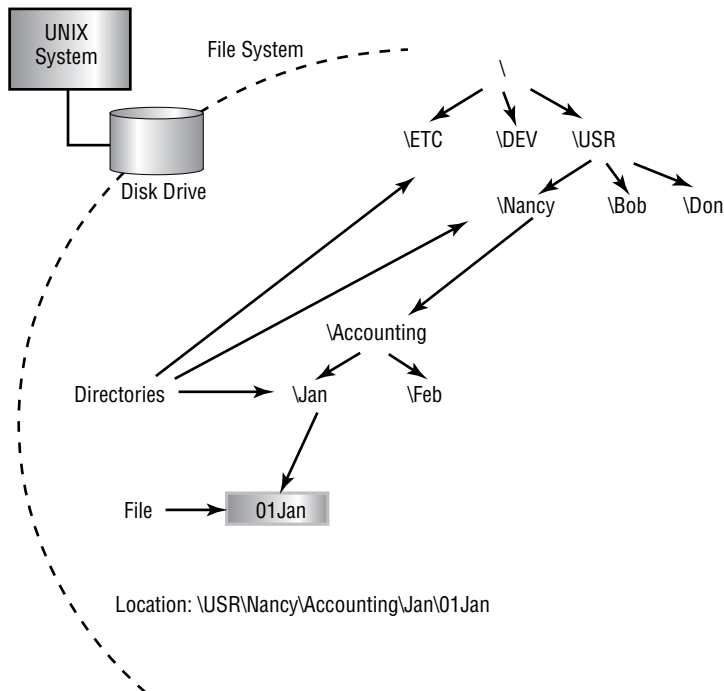 UNIX
System
File System
Disk Drive
\
\ETC
\DEV
\USR
\Nancy
\Bob
\Don
\Accounting
Directories
\Jan
\Feb
File
01Jan
Location: \USR\Nancy\Accounting\Jan\01Jan